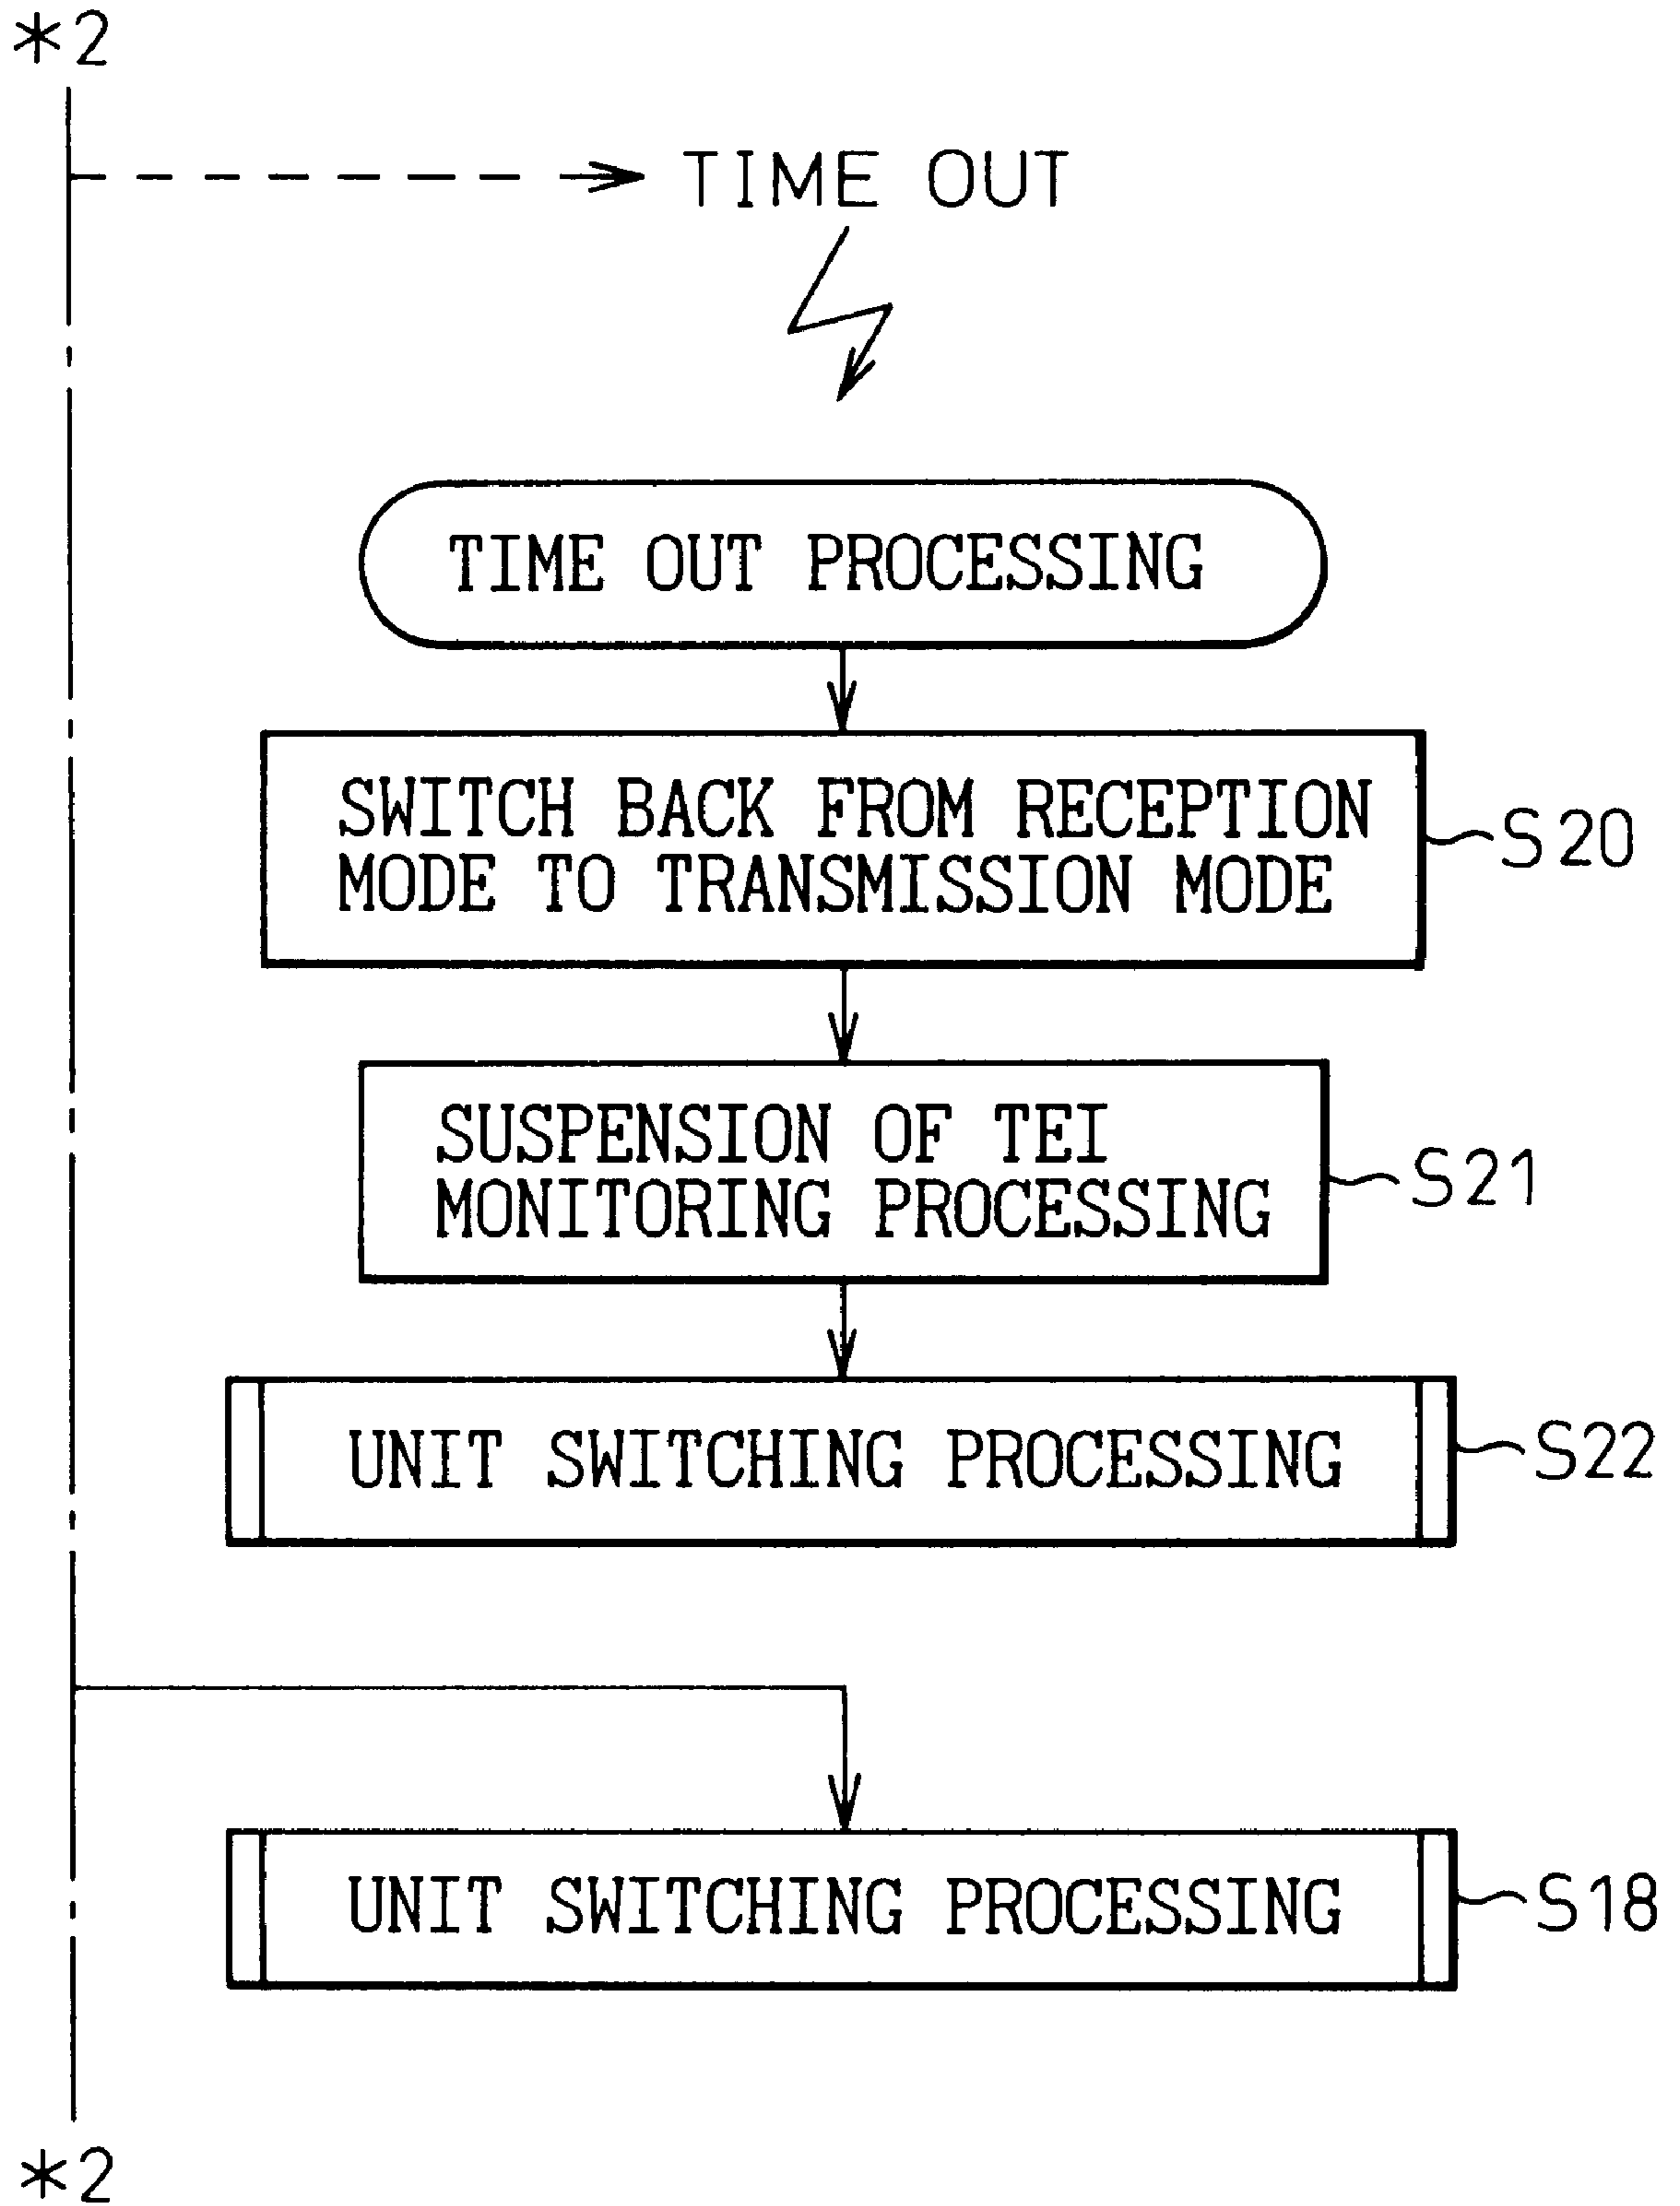 *2
TIME OUT
TIME OUT PROCESSING
SWITCH BACK FROM RECEPTION
MODE TO TRANSMISSION MODE
S20
SUSPENSION OF TEI
MONITORING PROCESSING
S21
UNIT SWITCHING PROCESSING
S22
UNIT SWITCHING PROCESSING
S18
*2